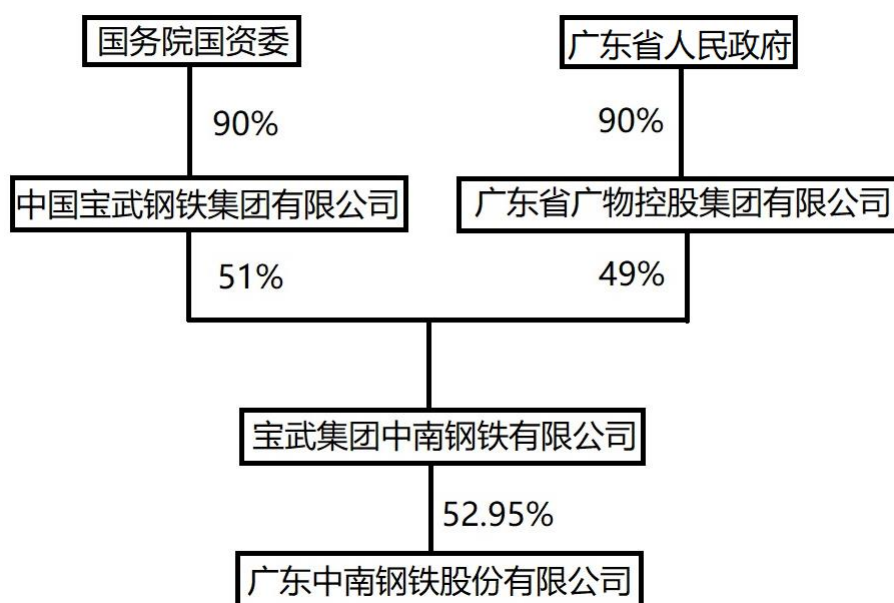 国务院国资委
广东省人民政府
90%
90%
中国宝武钢铁集团有限公司
广东省广物控股集团有限公司
51%
49%
宝武集团中南钢铁有限公司
52.95%
广东中南钢铁股份有限公司